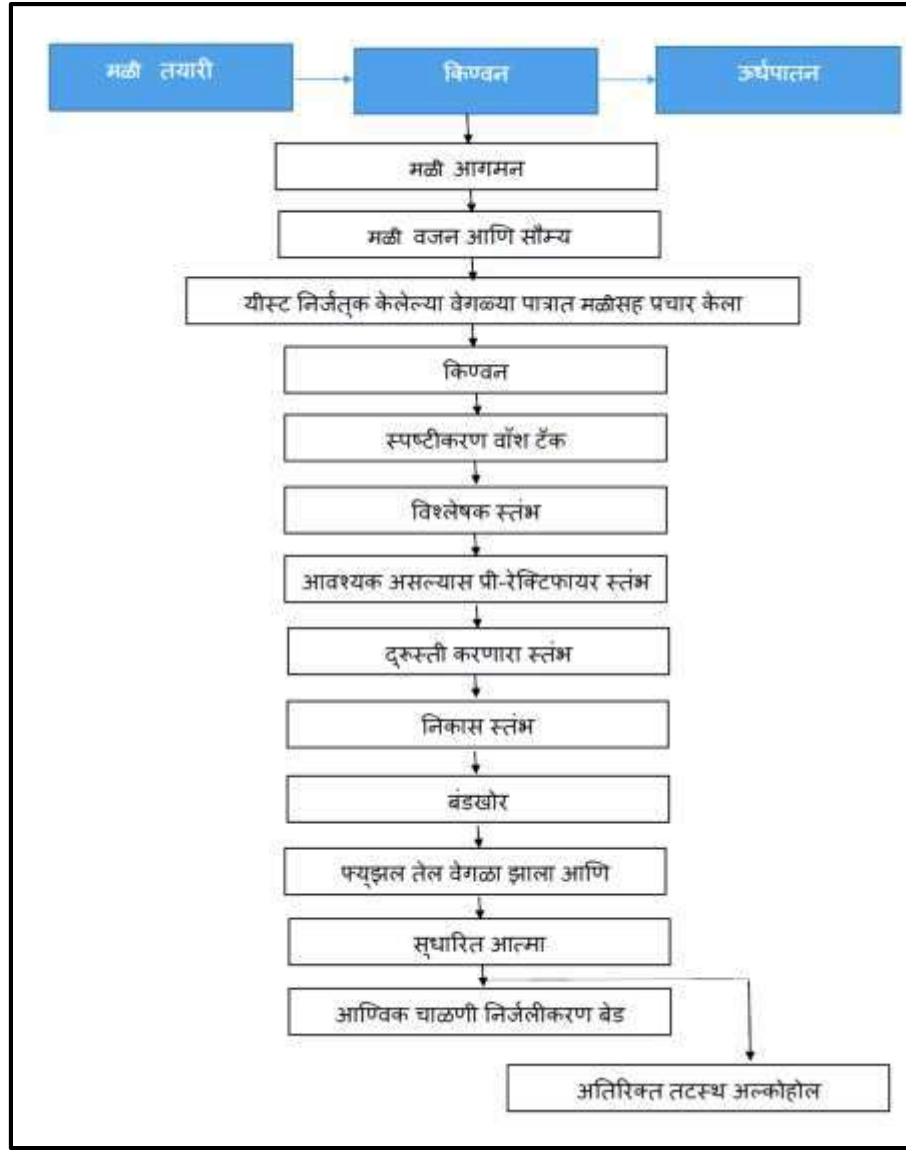 मळी तयारी
किण्वन
ऊर्धपातन
मळी आगमन
मळी वजन आणि सौम्य
यीस्ट निर्जतुक केलेल्या वेगळ्या पात्रात मळीसह प्रचार केला
किण्वन
स्पष्टीकरण वॉश टॅक
विश्लेषक स्तंभ
आवश्यक असल्यास प्री-रेक्टिफायर स्तंभ
दुरूस्ती करणारा स्तंभ
निकास स्तंभ
बंडखोर
फ्युझल तेल वेगळा झाला आणि
सुधारित आत्मा
आण्विक चाळणी निर्जलीकरण बेड
अतिरिक्त तटस्थ अल्कोहोल